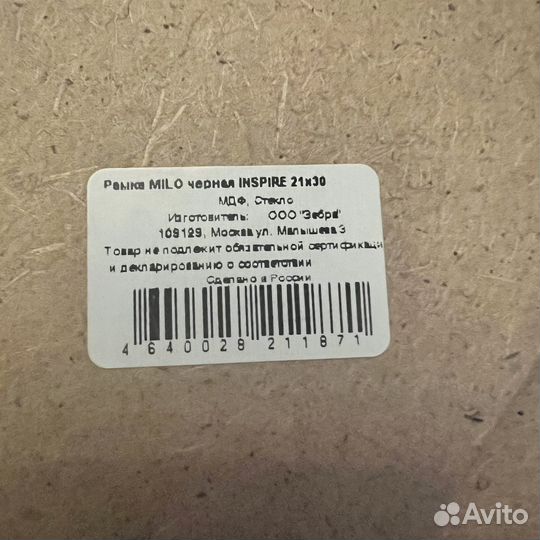 Рамка MILO черная INSPIRE 21х30
МДФ, Стекло
Изготовитель: ООО "Зебра"
109129, Москва ул. Малышева 3
Товар не подлежит обязательной сертификаци
и декларированию о соответствии
Сделано в России
4 640028 211871
Avito